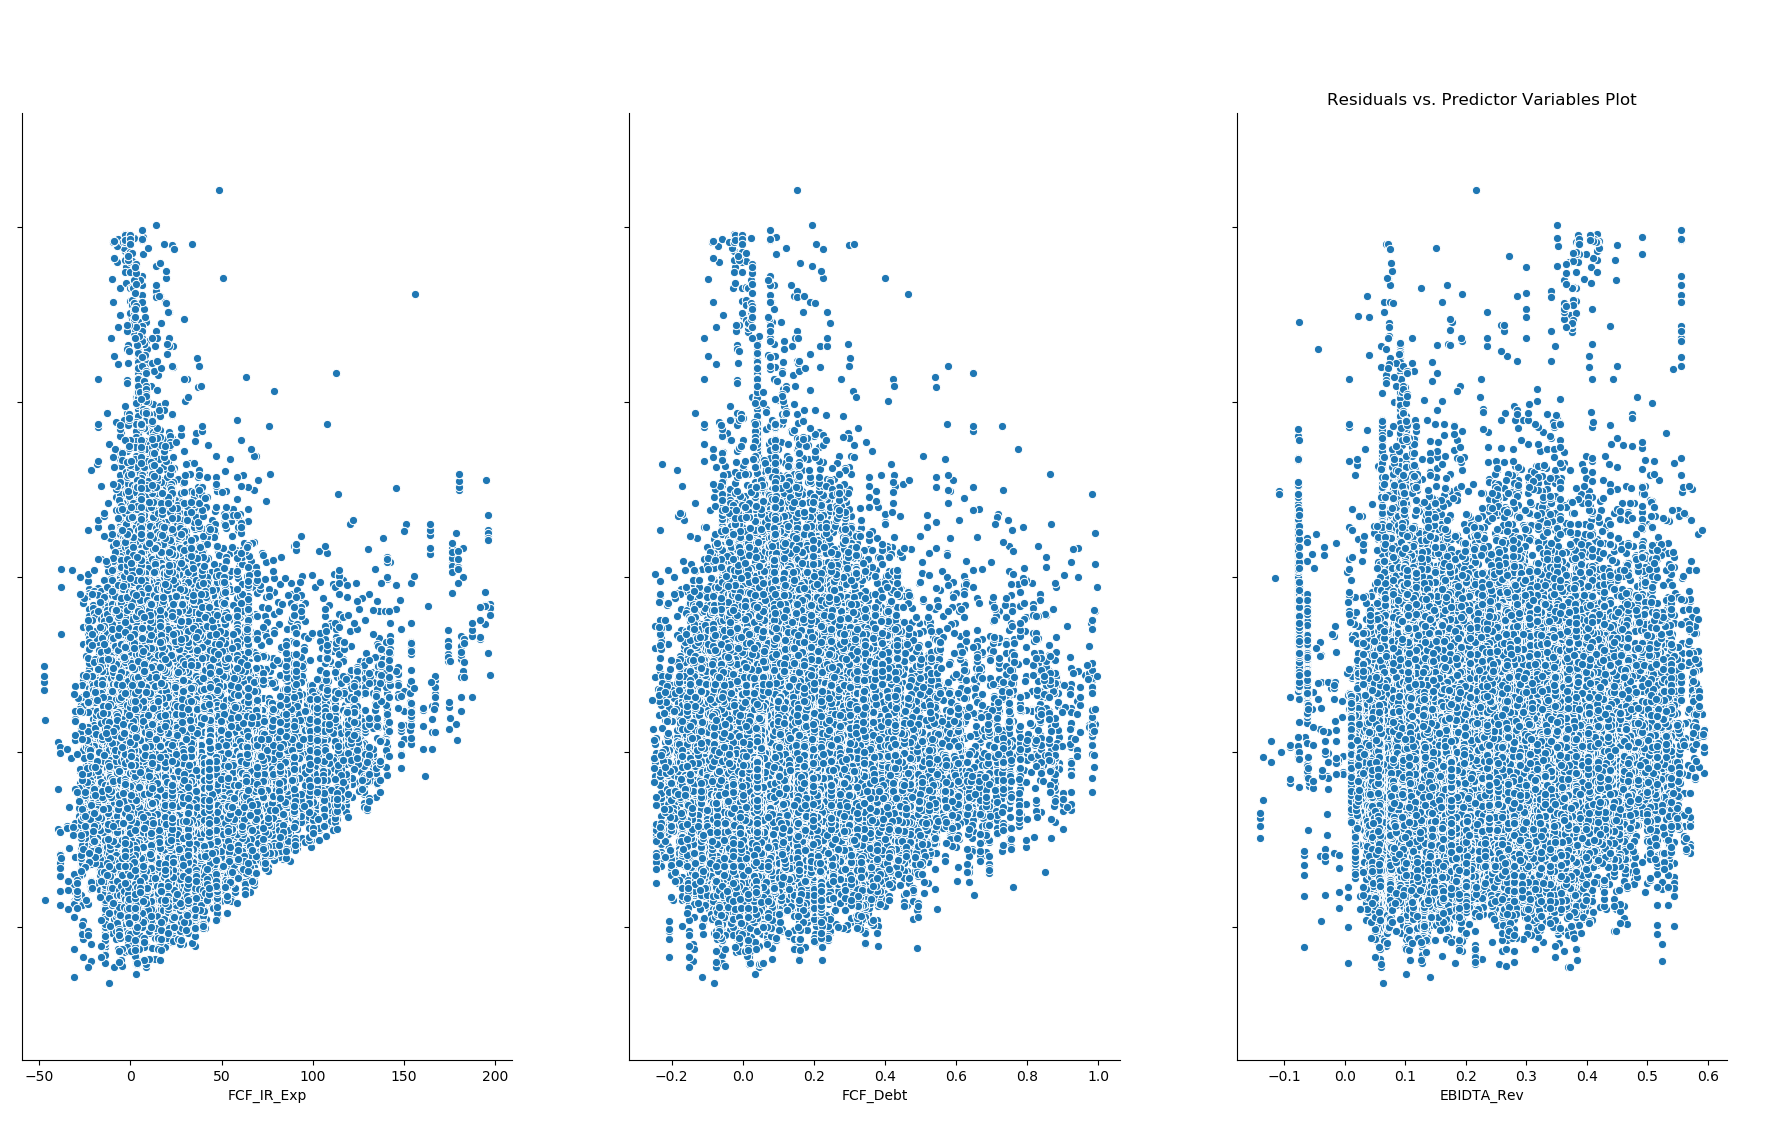 Residuals vs. Predictor Variables Plot
−50 0 50 100 150 200
FCF_IR_Exp
−0.2 0.0 0.2 0.4 0.6 0.8 1.0
FCF_Debt
−0.1 0.0 0.1 0.2 0.3 0.4 0.5 0.6
EBIDTA_Rev